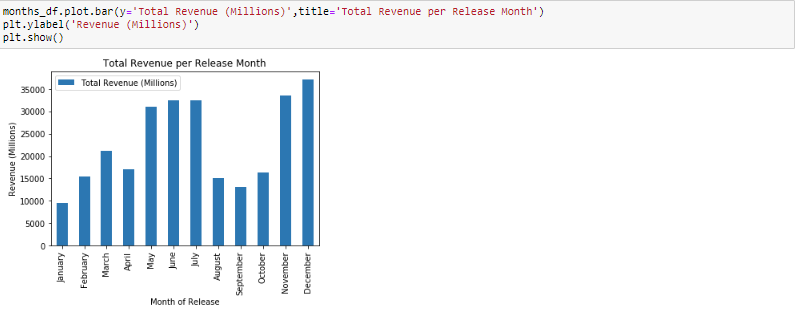 months_df.plot.bar(y='Total Revenue (Millions)',title='Total Revenue per Release Month')
plt.ylabel('Revenue (Millions)')
plt.show()
Total Revenue per Release Month
Total Revenue (Millions)
35000
30000
25000
20000
15000
10000
5000
0
Revenue (Millions)
January
February
March
April
May
June
July
August
September
October
November
December
Month of Release